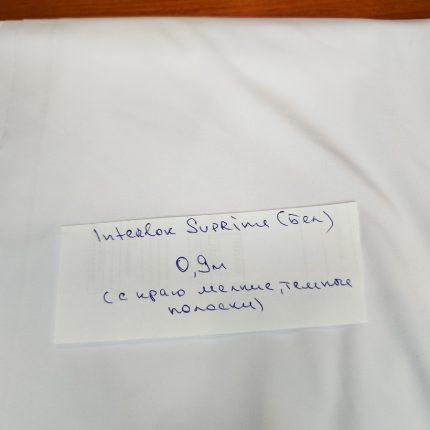 Interlok Suprime (Бел)
0,9м
(с краю мелкие, темные
полоски)